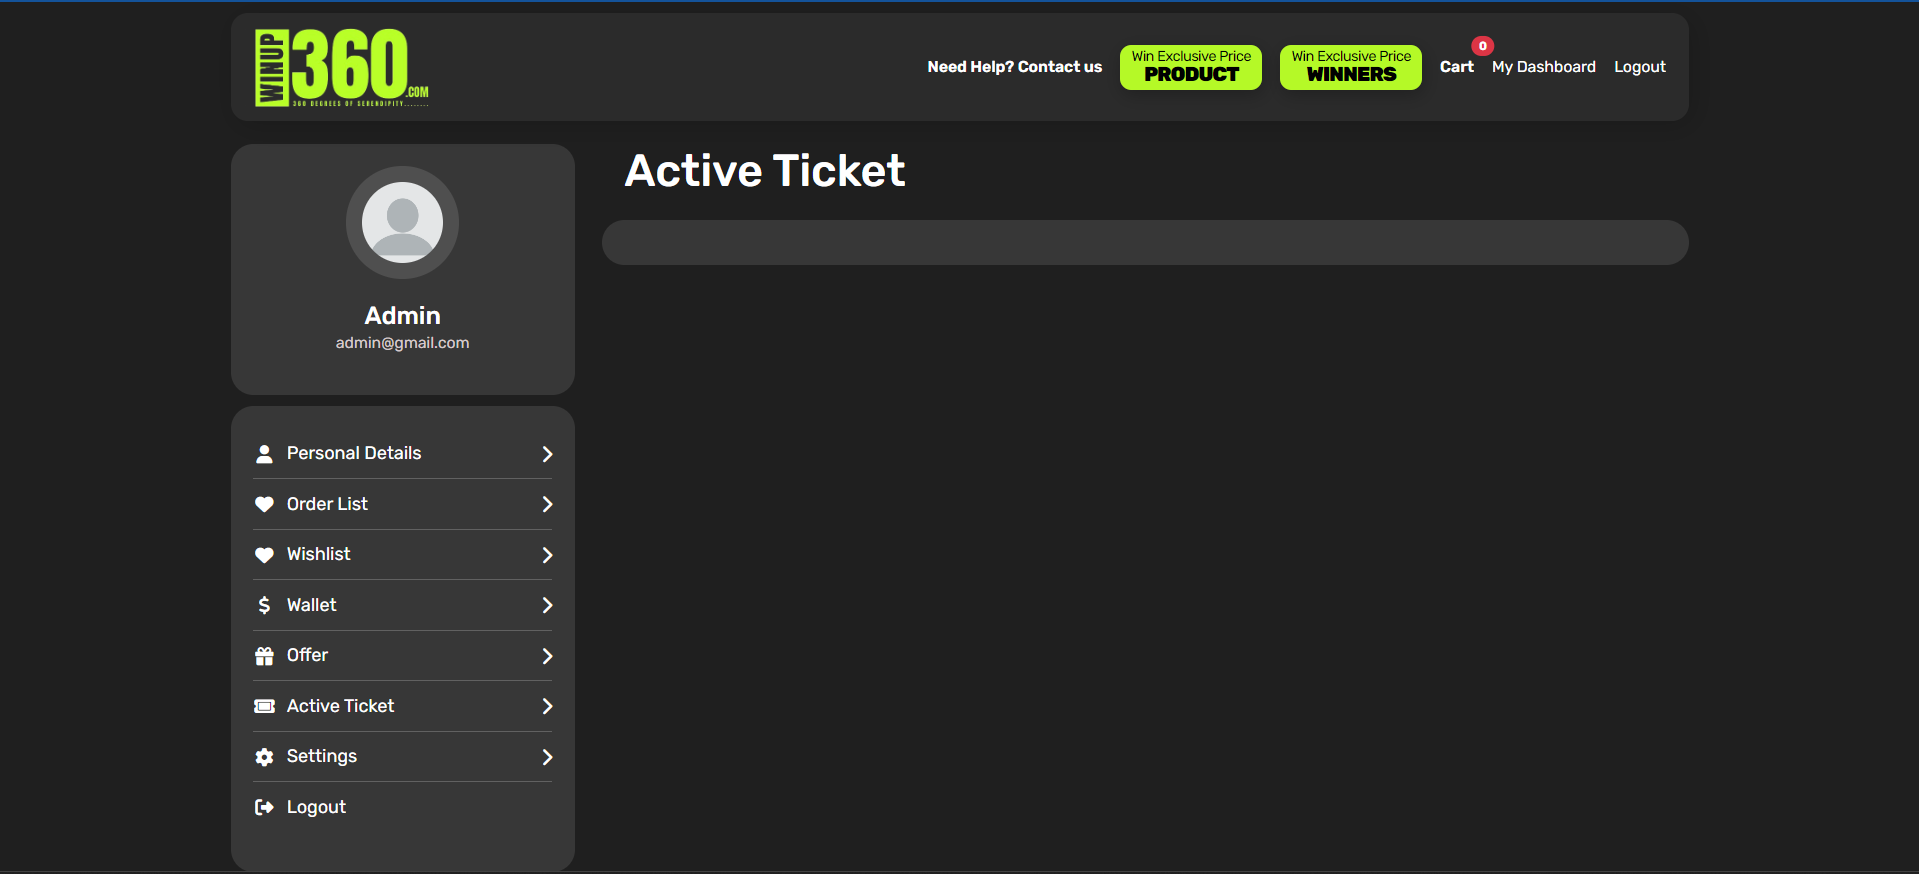 WINUP
360
.COM
360 DEGREES OF SERENDIPITY........
Need Help? Contact us
Win Exclusive Price
PRODUCT
Win Exclusive Price
WINNERS
Cart
0
My Dashboard
Logout
Admin
admin@gmail.com
Personal Details
Order List
Wishlist
Wallet
Offer
Active Ticket
Settings
Logout
Active Ticket